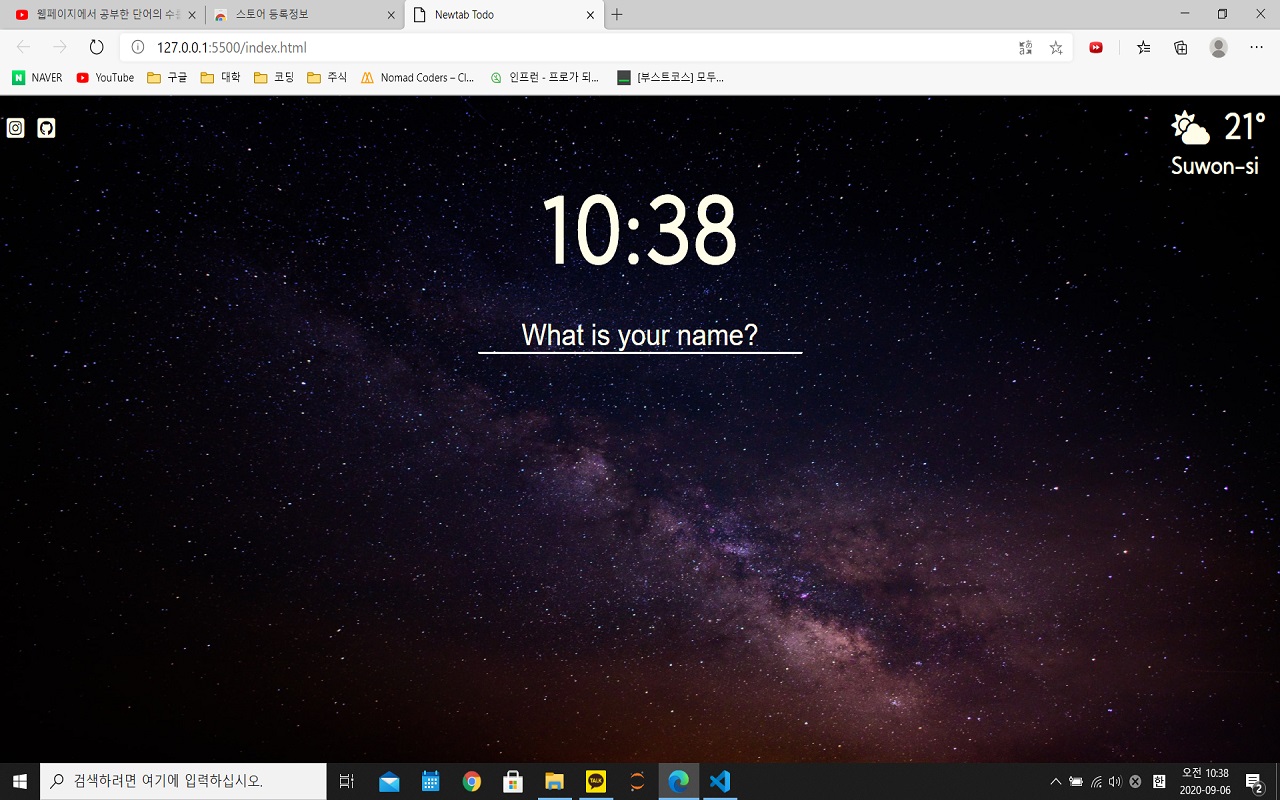 웹페이지에서 공부한 단어의 수를
스토어 등록정보
Newtab Todo
127.0.0.1:5500/index.html
NAVER
YouTube
구글
대학
코딩
주식
Nomad Coders – Cl...
인프런 - 프로가 되...
[부스트코스] 모두...
21°
Suwon-si
10:38
What is your name?
검색하려면 여기에 입력하십시오.
TALK
한
오전 10:38
2020-09-06
2